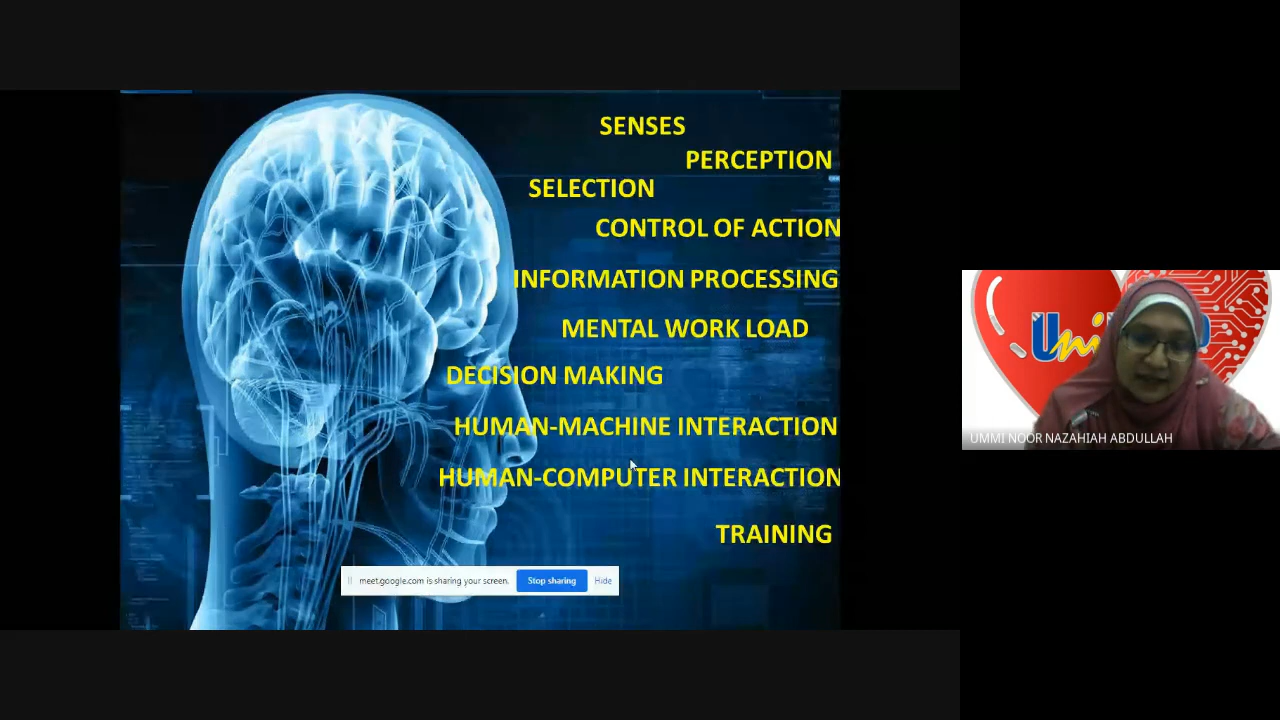 SENSES
PERCEPTION
SELECTION
CONTROL OF ACTION
INFORMATION PROCESSING
MENTAL WORK LOAD
DECISION MAKING
HUMAN-MACHINE INTERACTION
HUMAN-COMPUTER INTERACTION
TRAINING
meet.google.com is sharing your screen. Stop sharing Hide
UMMI NOOR NAZAHIAH ABDULLAH